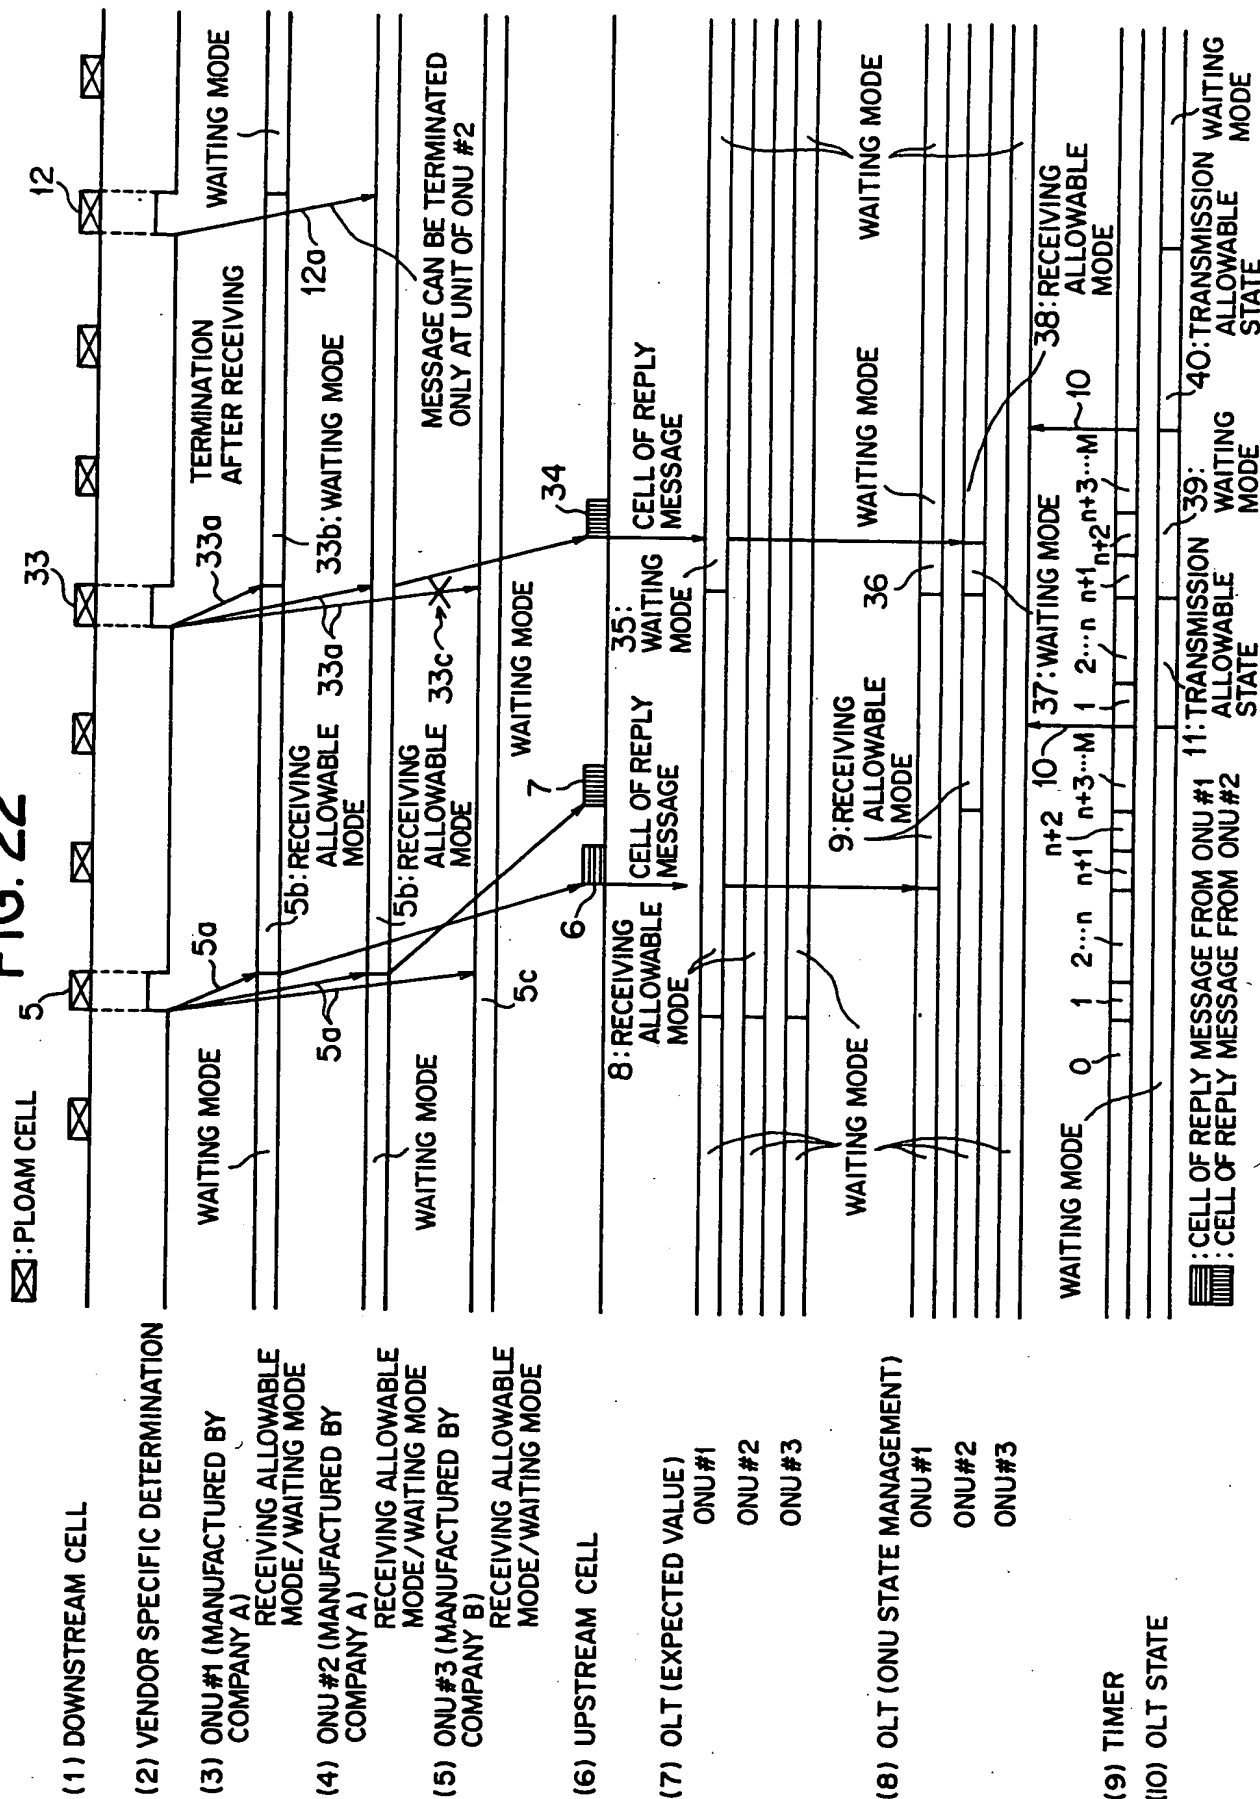 FIG. 22
⊠: PLOAM CELL
(1) DOWNSTREAM CELL
5
33
12
(2) VENDOR SPECIFIC DETERMINATION
(3) ONU#1 (MANUFACTURED BY
COMPANY A)
RECEIVING ALLOWABLE
MODE/WAITING MODE
WAITING MODE
5a
5b: RECEIVING
ALLOWABLE
MODE
33a
TERMINATION
AFTER RECEIVING
33b: WAITING MODE
WAITING MODE
(4) ONU#2 (MANUFACTURED BY
COMPANY A)
RECEIVING ALLOWABLE
MODE/WAITING MODE
5a
WAITING MODE
5b: RECEIVING
ALLOWABLE
MODE
33a
12a
MESSAGE CAN BE TERMINATED
ONLY AT UNIT OF ONU #2
(5) ONU#3 (MANUFACTURED BY
COMPANY B)
RECEIVING ALLOWABLE
MODE/WAITING MODE
5c
33c
WAITING MODE
(6) UPSTREAM CELL
6
7
34
CELL OF REPLY
MESSAGE
CELL OF REPLY
MESSAGE
(7) OLT (EXPECTED VALUE)
ONU#1
ONU#2
ONU#3
8: RECEIVING
ALLOWABLE
MODE
35:
WAITING
MODE
WAITING MODE
WAITING MODE
(8) OLT (ONU STATE MANAGEMENT)
ONU#1
ONU#2
ONU#3
9: RECEIVING
ALLOWABLE
MODE
36
WAITING MODE
37: WAITING MODE
38: RECEIVING
ALLOWABLE
MODE
(9) TIMER
0
1
2...n
n+1
n+2
n+3...M
10
1
2...n
n+1
n+2
n+3...M
10
(10) OLT STATE
WAITING MODE
11: TRANSMISSION
ALLOWABLE
STATE
39:
WAITING
MODE
40: TRANSMISSION
ALLOWABLE
STATE
WAITING
MODE
: CELL OF REPLY MESSAGE FROM ONU #1
: CELL OF REPLY MESSAGE FROM ONU #2